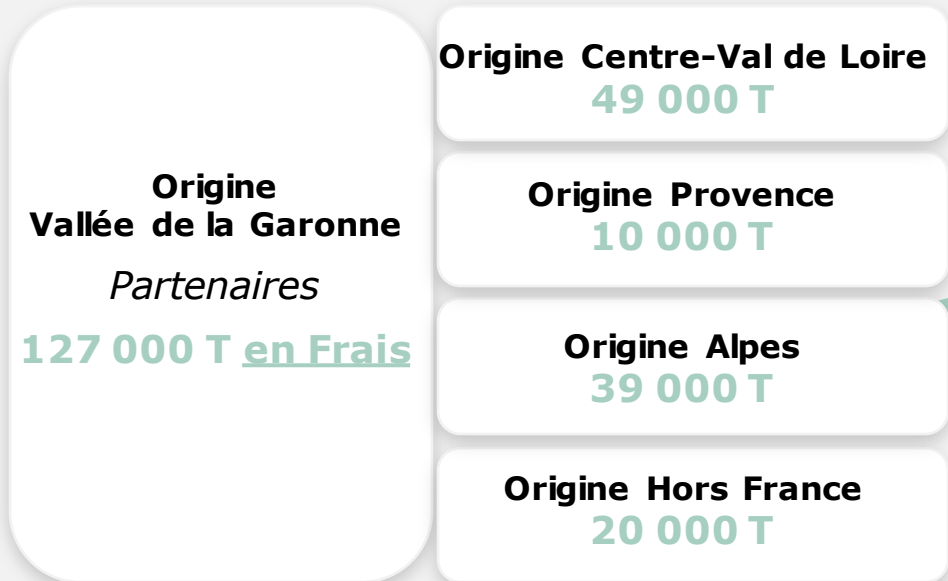 Origine
Vallée de la Garonne
Partenaires
127 000 T en Frais
Origine Centre-Val de Loire
49 000 T
Origine Provence
10 000 T
Origine Alpes
39 000 T
Origine Hors France
20 000 T